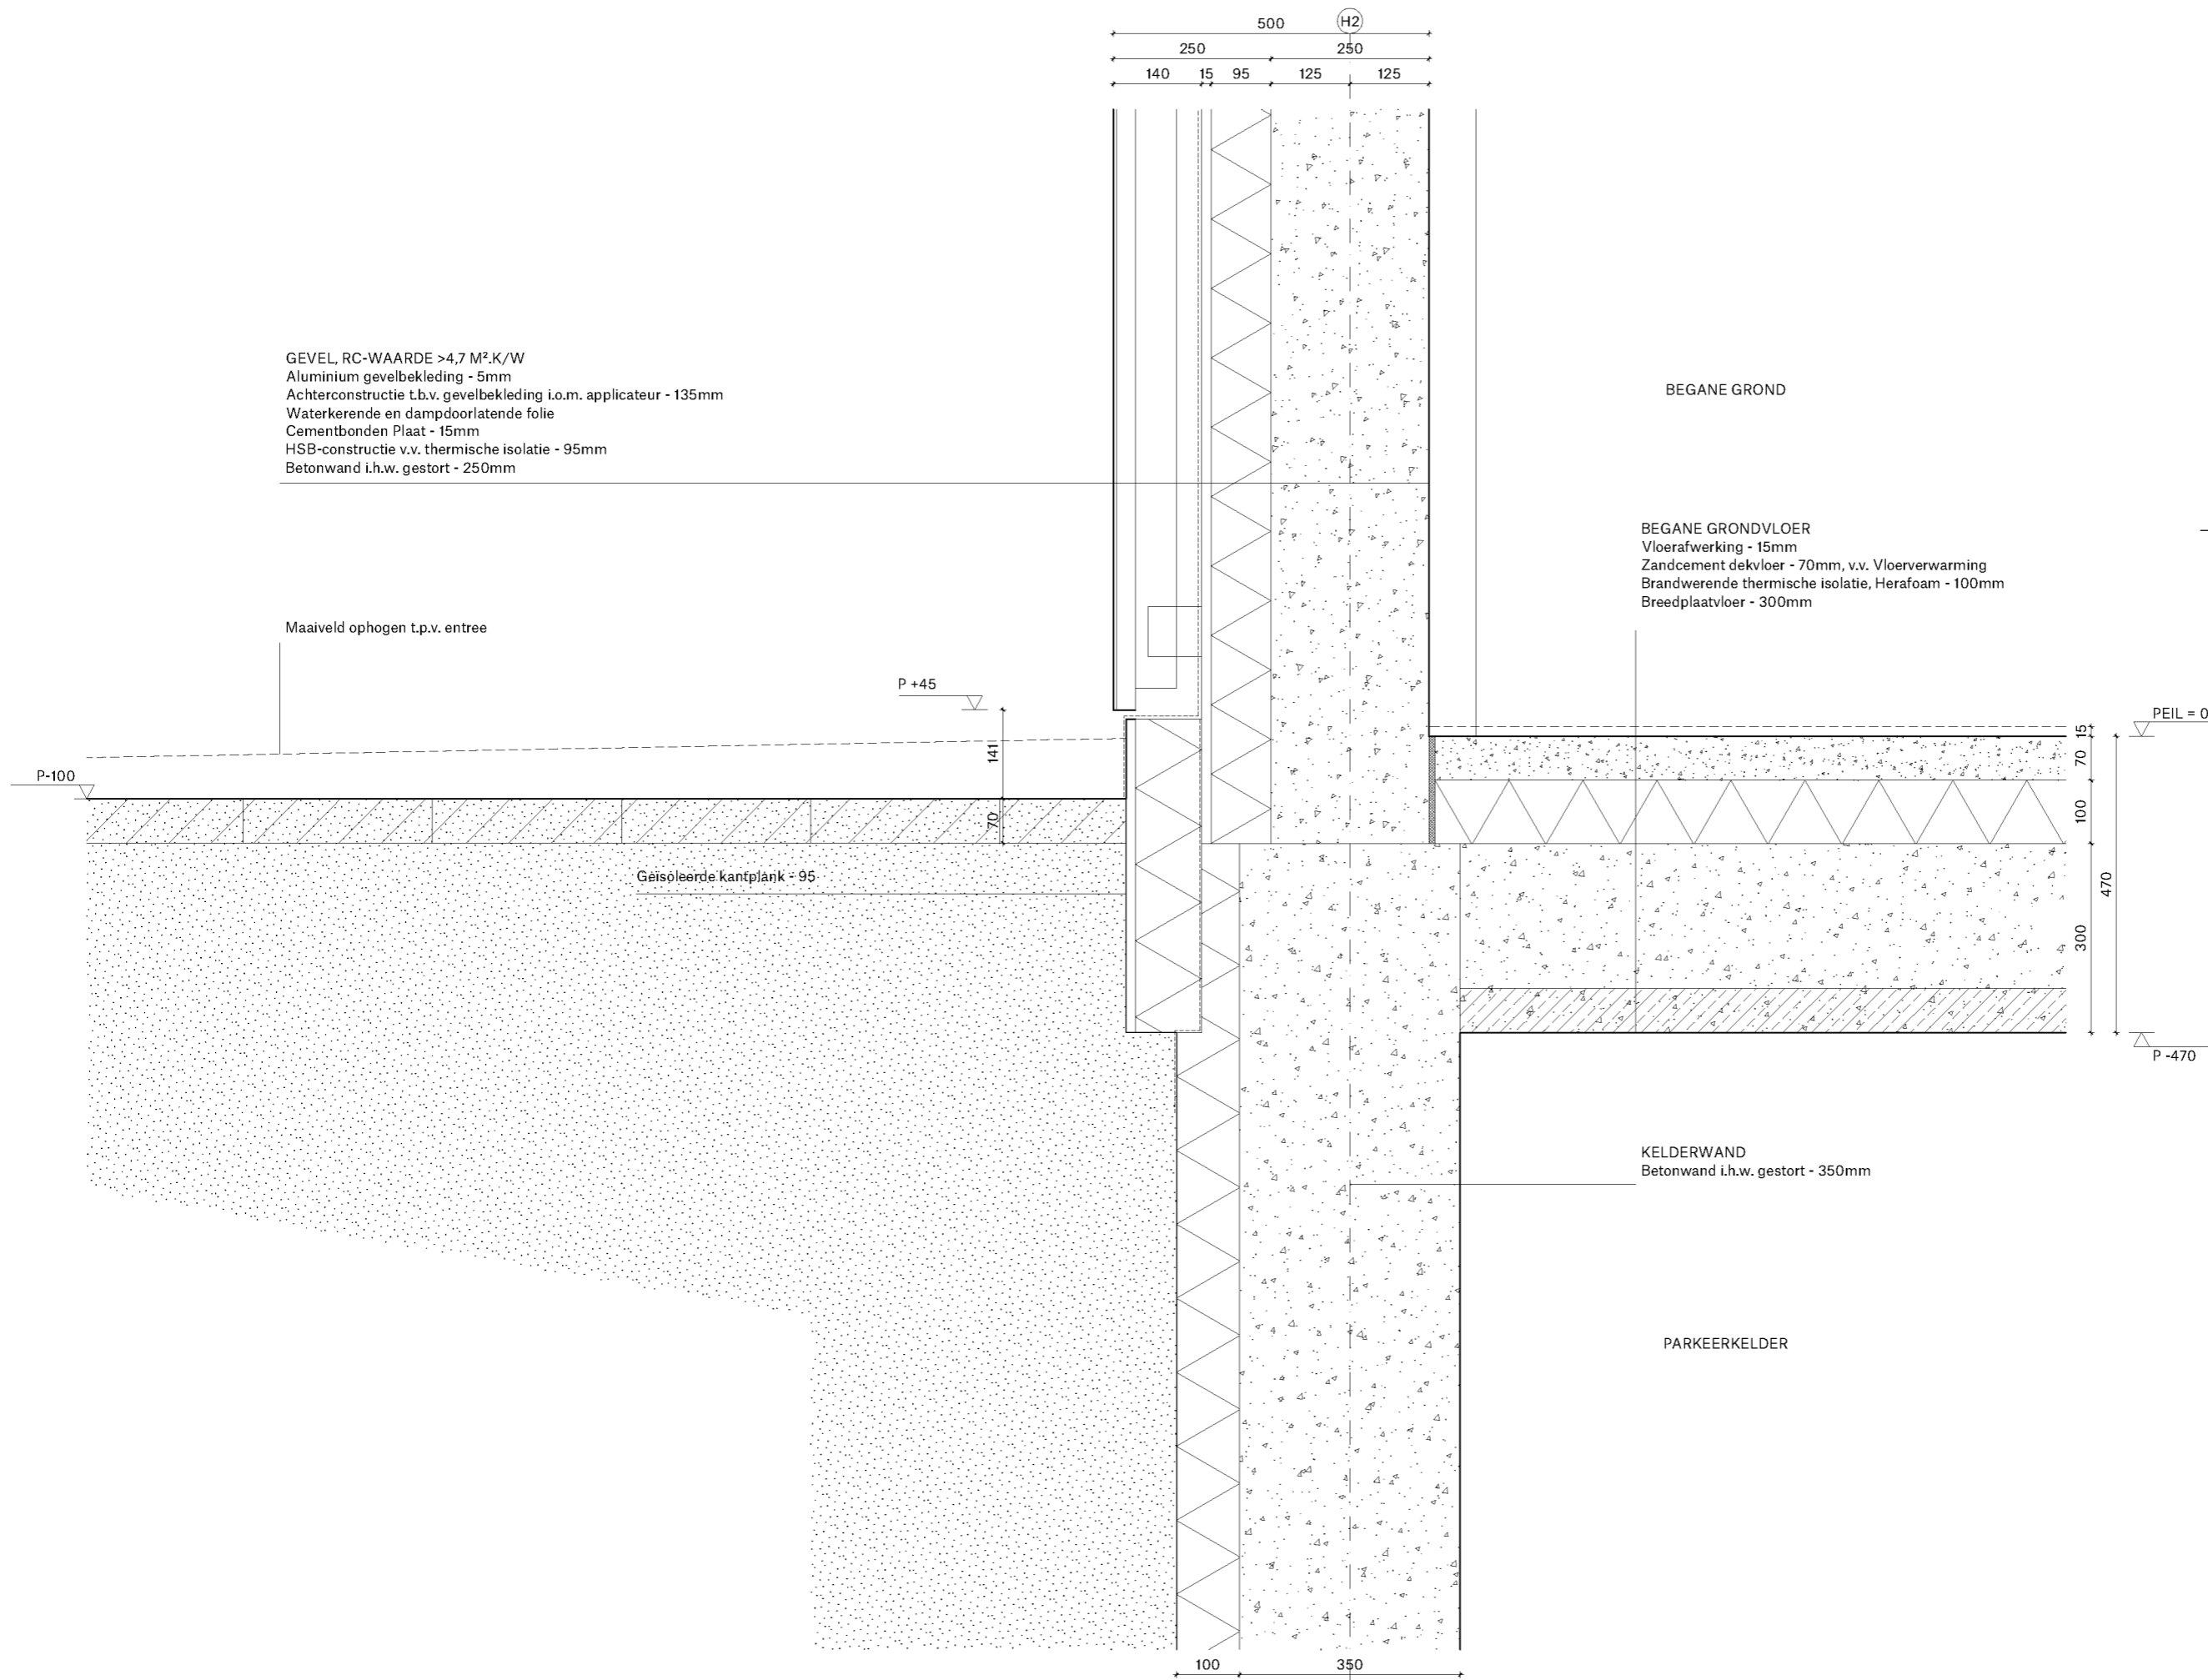 500
H2
250
250
140
15
95
125
125
GEVEL, RC-WAARDE >4,7 M².K/W
Aluminium gevelbekleding - 5mm
Achterconstructie t.b.v. gevelbekleding i.o.m. applicateur - 135mm
Waterkerende en dampdoorlatende folie
Cementbonden Plaat - 15mm
HSB-constructie v.v. thermische isolatie - 95mm
Betonwand i.h.w. gestort - 250mm
BEGANE GROND
BEGANE GRONDVLOER
Vloerafwerking - 15mm
Zandcement dekvloer - 70mm, v.v. Vloerverwarming
Brandwerende thermische isolatie, Herafoam - 100mm
Breedplaatvloer - 300mm
Maaiveld ophogen t.p.v. entree
P +45
PEIL = 0
15
141
70
P-100
100
70
470
Geïsoleerde kantplank - 95
300
P -470
KELDERWAND
Betonwand i.h.w. gestort - 350mm
PARKEERKELDER
100
350